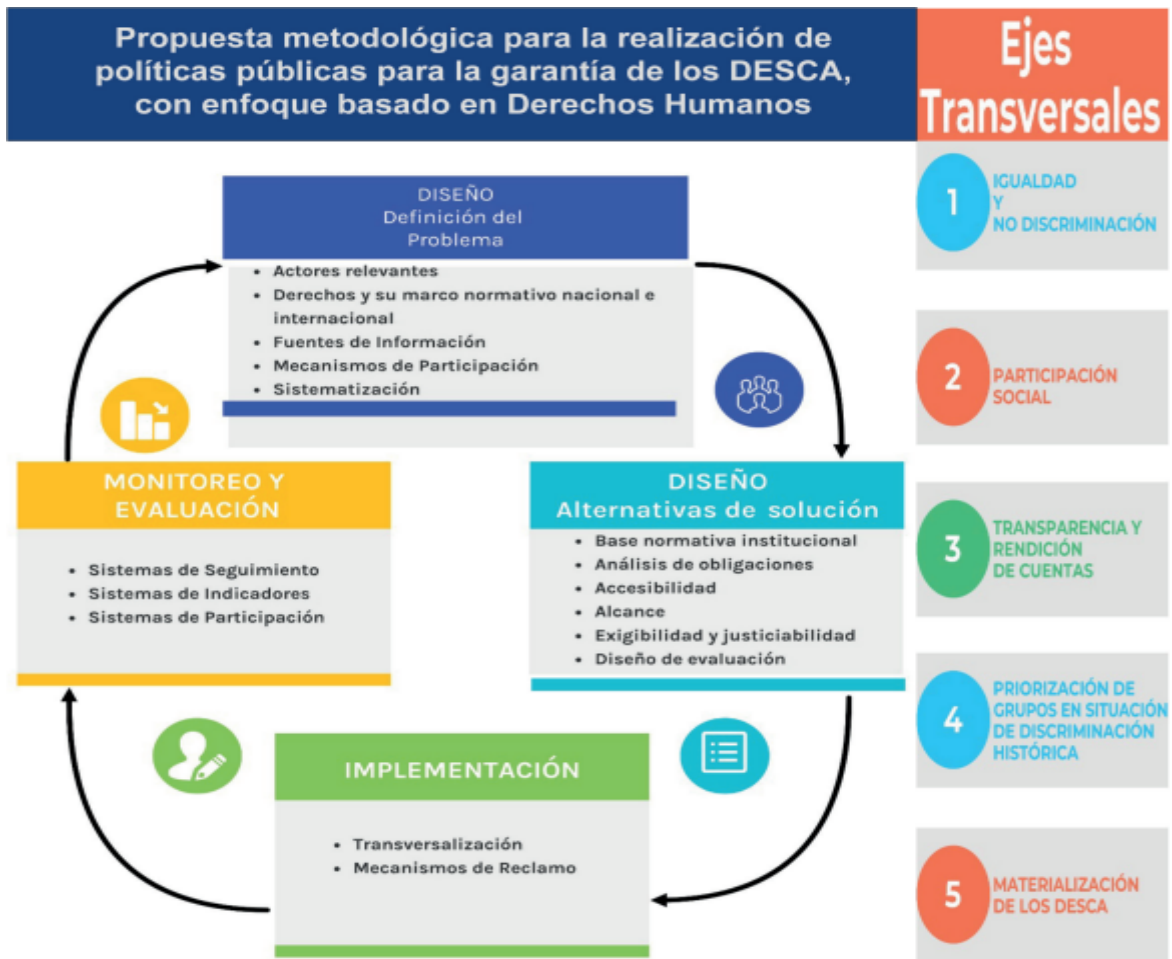 Propuesta metodológica para la realización de
políticas públicas para la garantía de los DESCA,
con enfoque basado en Derechos Humanos
Ejes
Transversales
DISEÑO
Definición del
Problema
• Actores relevantes
• Derechos y su marco normativo nacional e
internacional
• Fuentes de Información
• Mecanismos de Participación
• Sistematización
MONITOREO Y
EVALUACIÓN
• Sistemas de Seguimiento
• Sistemas de Indicadores
• Sistemas de Participación
DISEÑO
Alternativas de solución
• Base normativa institucional
• Análisis de obligaciones
• Accesibilidad
• Alcance
• Exigibilidad y justiciabilidad
• Diseño de evaluación
IMPLEMENTACIÓN
• Transversalización
• Mecanismos de Reclamo
1
IGUALDAD
Y
NO DISCRIMINACIÓN
2
PARTICIPACIÓN
SOCIAL
3
TRANSPARENCIA Y
RENDICIÓN
DE CUENTAS
4
PRIORIZACIÓN DE
GRUPOS EN SITUACIÓN
DE DISCRIMINACIÓN
HISTÓRICA
5
MATERIALIZACIÓN
DE LOS DESCA